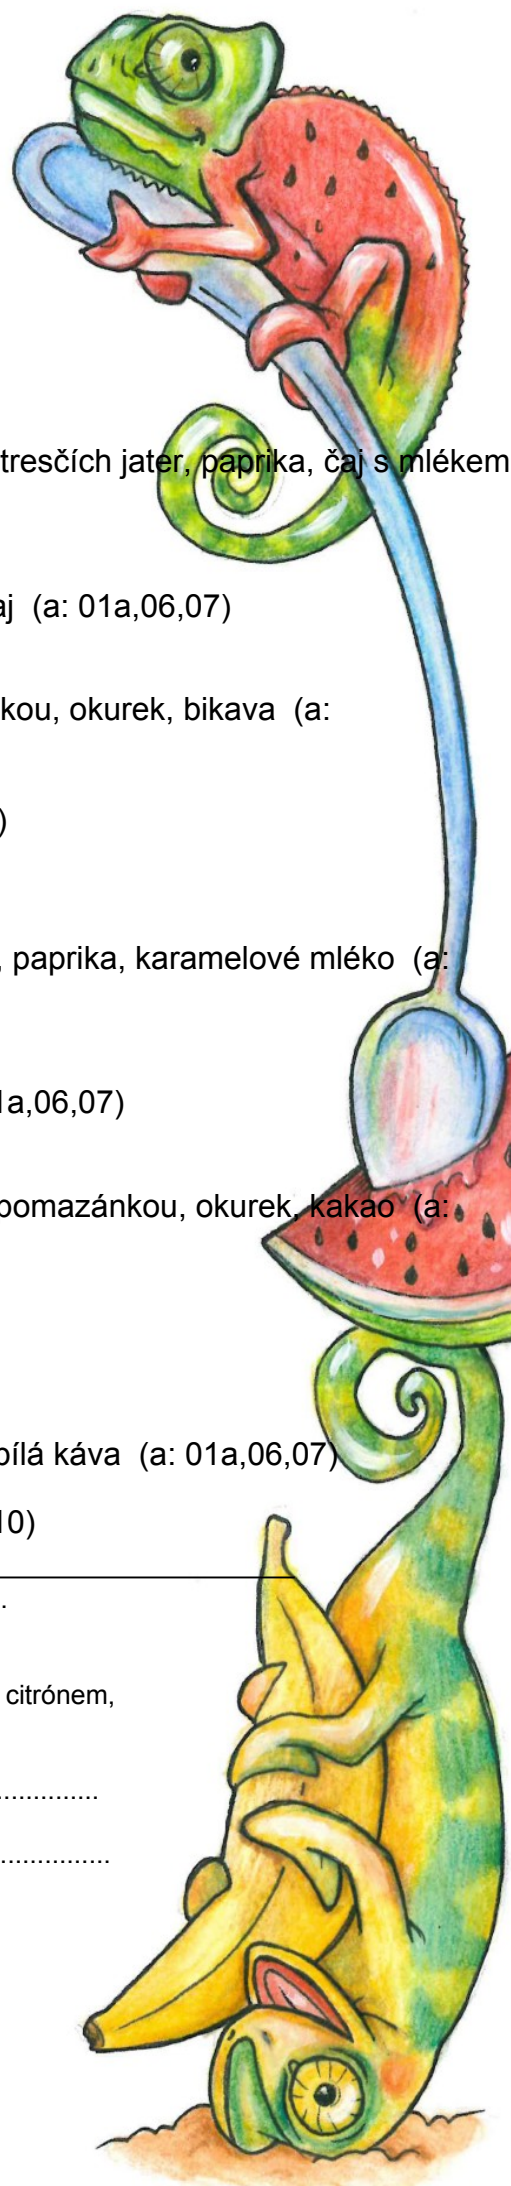 tresčích jater, paprika, čaj s mlékem
aj (a: 01a,06,07)
kou, okurek, bikava (a:
)
, paprika, karamelové mléko (a:
1a,06,07)
pomazánkou, okurek, kakao (a:
bílá káva (a: 01a,06,07)
10)
.
citrónem,
..............
................